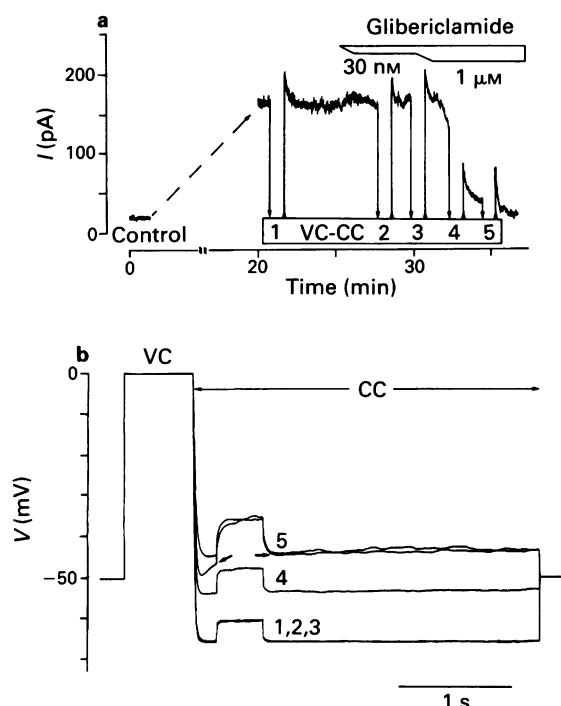 a
Glibericlamide
30 nM
1 µM
I (pA)
200
100
0
Control
1 VC-CC 2 3 4 5
0 20 30
Time (min)
b
VC
CC
V (mV)
0
−50
5
4
1,2,3
1 s